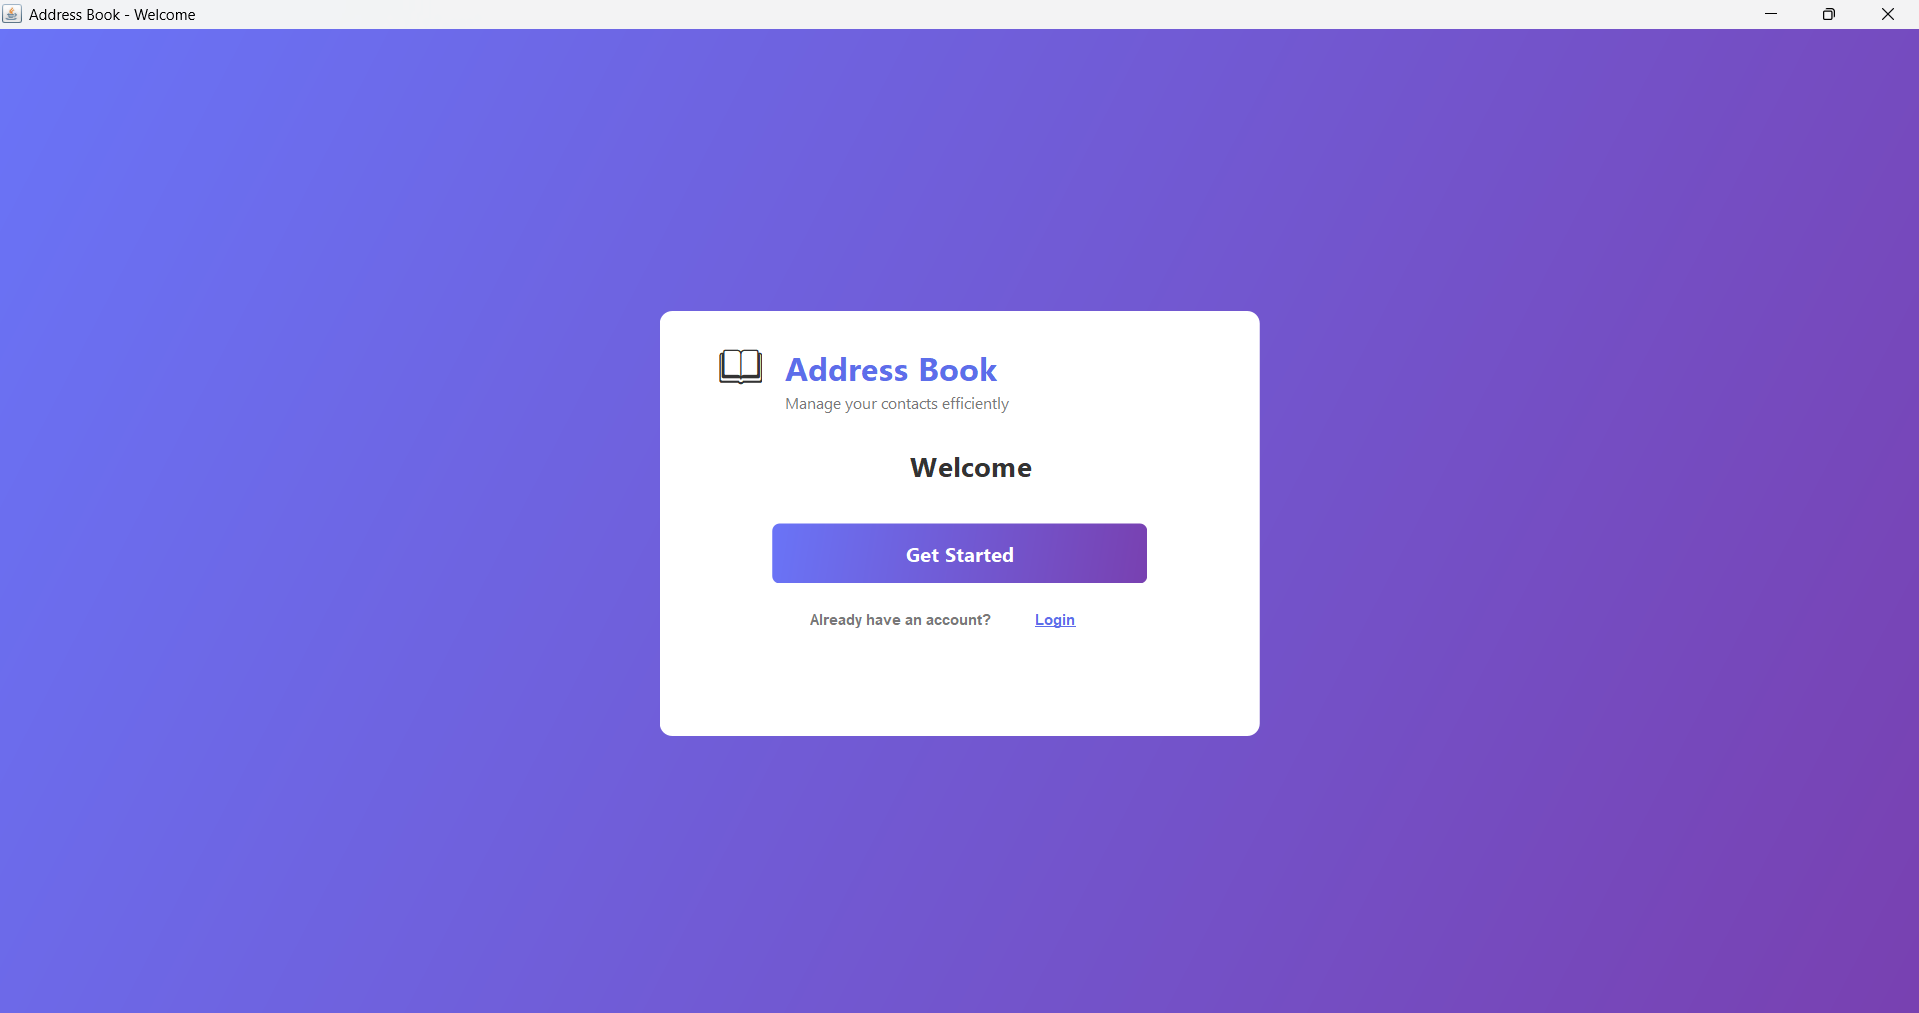 Address Book - Welcome
Address Book
Manage your contacts efficiently
Welcome
Get Started
Already have an account? Login